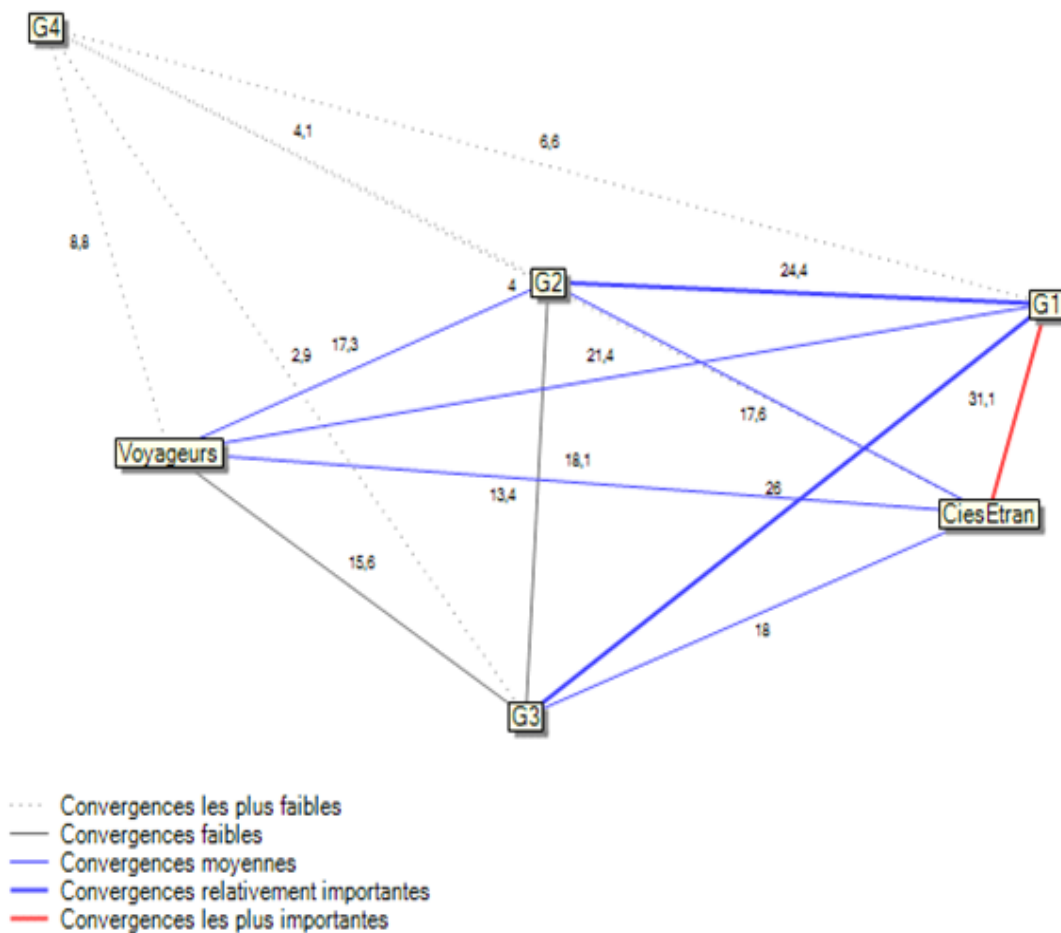 G4
4,1
6,6
8,8
G2
24,4
4
G1
17,3
2,9
21,4
31,1
17,6
Voyageurs
18,1
13,4
26
CiesEtran
15,6
18
G3
Convergences les plus faibles
Convergences faibles
Convergences moyennes
Convergences relativement importantes
Convergences les plus importantes